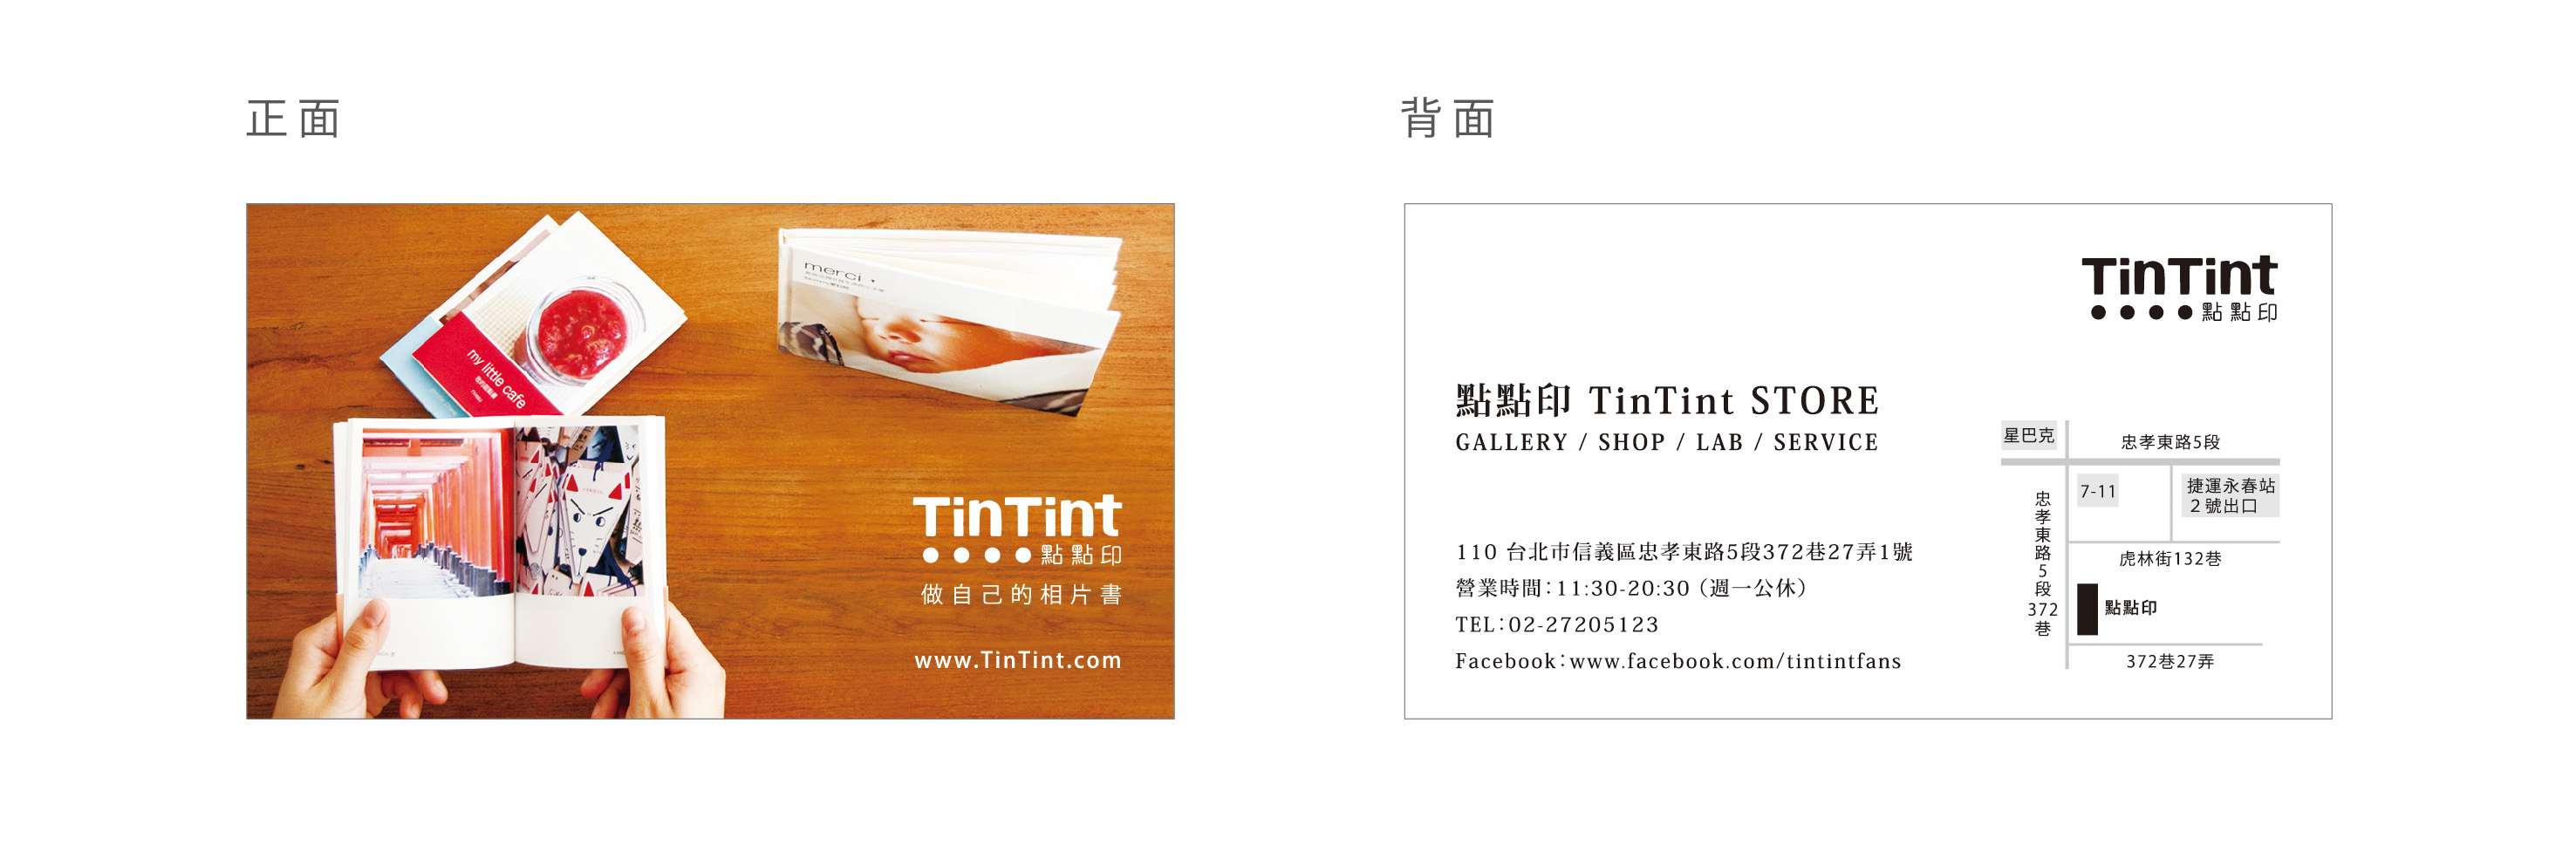 正面
背面
merci
my little cafe
TinTint
點點印
做自己的相片書
www.TinTint.com
TinTint
點點印
點點印 TinTint STORE
GALLERY / SHOP / LAB / SERVICE
110 台北市信義區忠孝東路5段372巷27弄1號
營業時間：11:30-20:30（週一公休）
TEL：02-27205123
Facebook：www.facebook.com/tintintfans
星巴克
忠孝東路5段
7-11
捷運永春站
2號出口
忠孝東路5段372巷
虎林街132巷
點點印
372巷27弄